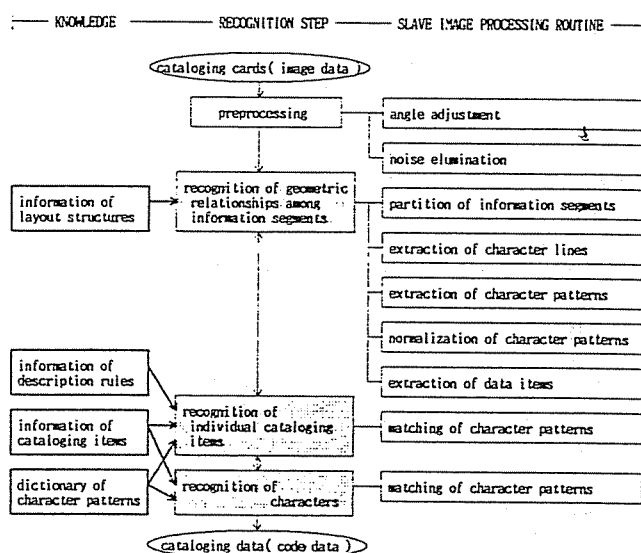 KNOWLEDGE RECOGNITION STEP SLAVE IMAGE PROCESSING ROUTINE
cataloging cards( image data)
preprocessing
angle adjustment
noise elumination
information of
layout structures
recognition of geometric
relationships among
information segments
partition of information segments
extraction of character lines
extraction of character patterns
normalization of character patterns
extraction of data items
information of
description rules
information of
cataloging items
dictionary of
character patterns
recognition of
individual cataloging
items
matching of character patterns
recognition of
characters
matching of character patterns
cataloging data( code data)